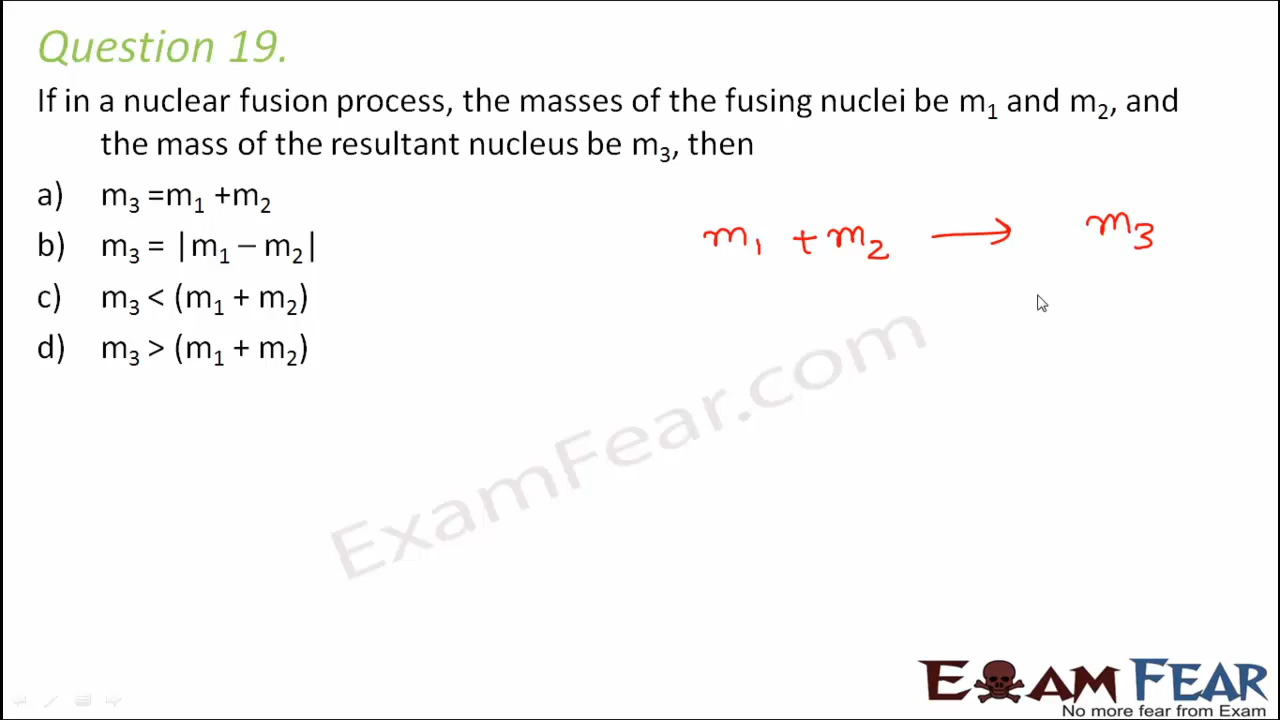 Question 19.
If in a nuclear fusion process, the masses of the fusing nuclei be m₁ and m₂, and
the mass of the resultant nucleus be m₃, then
a) m₃ =m₁ +m₂
b) m₃ = |m₁ – m₂|
c) m₃ < (m₁ + m₂)
d) m₃ > (m₁ + m₂)
m₁ + m₂ → m₃
ExamFear.com
EXAM FEAR
No more fear from Exam